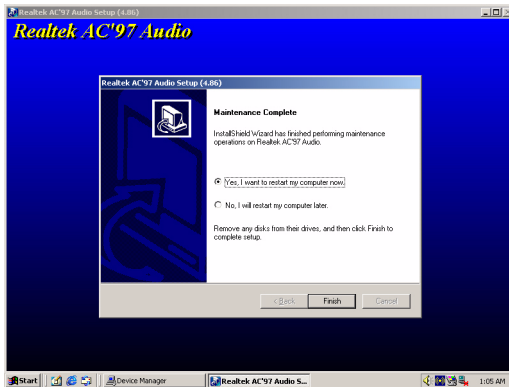 Realtek AC'97 Audio Setup (4.86)
Realtek AC'97 Audio
Realtek AC'97 Audio Setup (4.86)
Maintenance Complete
InstallShield Wizard has finished performing maintenance
operations on Realtek AC'97 Audio.
Yes, I want to restart my computer now.
No, I will restart my computer later.
Remove any disks from their drives, and then click Finish to
complete setup.
< Back
Finish
Cancel
Start
Device Manager
Realtek AC'97 Audio S...
1:05 AM